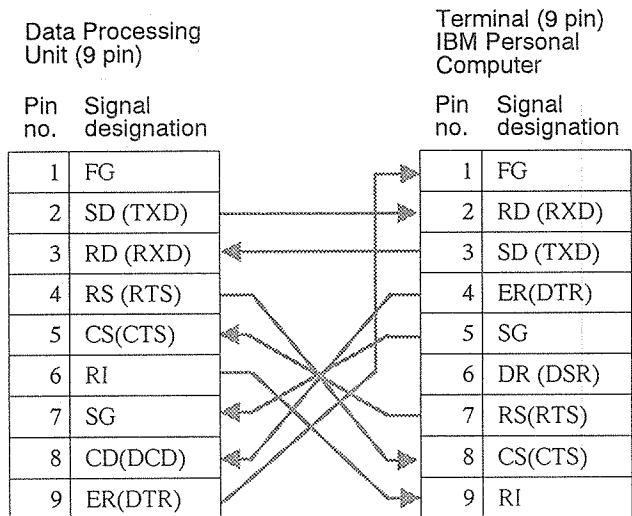 Data Processing
Unit (9 pin)
Pin no. Signal designation
1 FG
2 SD (TXD)
3 RD (RXD)
4 RS (RTS)
5 CS(CTS)
6 RI
7 SG
8 CD(DCD)
9 ER(DTR)
Terminal (9 pin)
IBM Personal
Computer
Pin no. Signal designation
1 FG
2 RD (RXD)
3 SD (TXD)
4 ER(DTR)
5 SG
6 DR (DSR)
7 RS(RTS)
8 CS(CTS)
9 RI